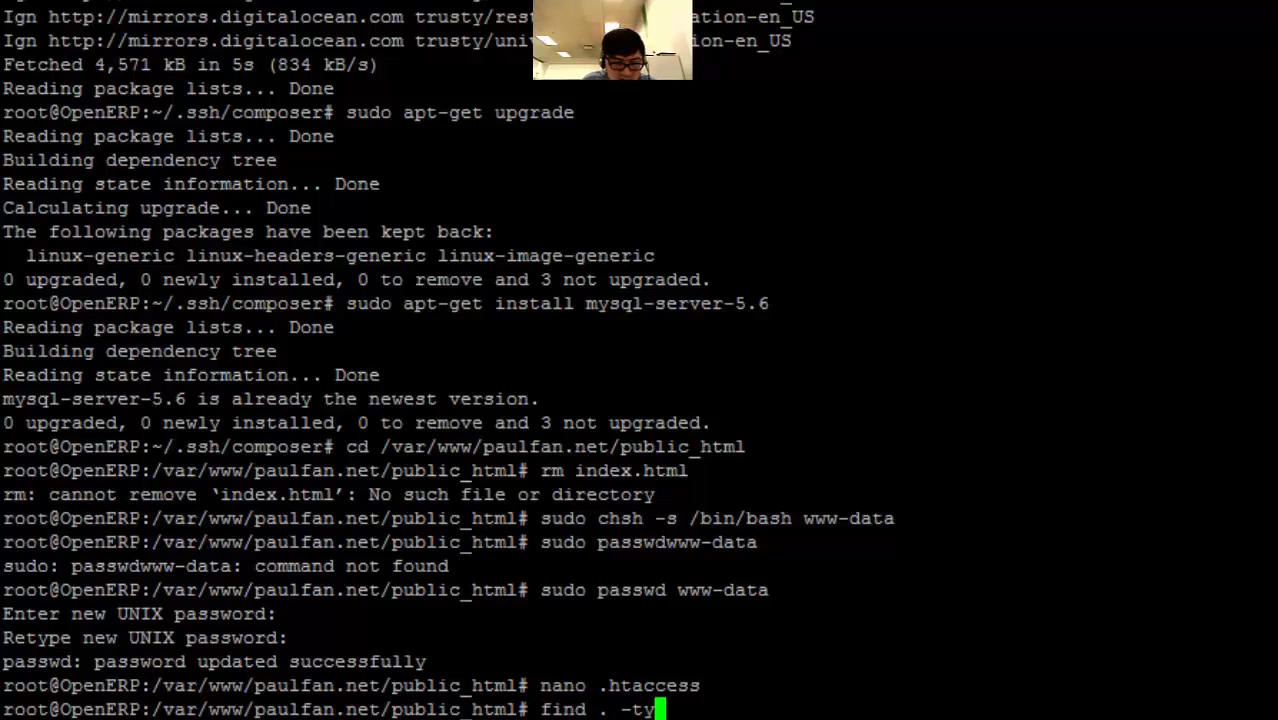 Ign http://mirrors.digitalocean.com trusty/res ation-en_US
Ign http://mirrors.digitalocean.com trusty/uni ion-en_US
Fetched 4,571 kB in 5s (834 kB/s)
Reading package lists... Done
root@OpenERP:~/.ssh/composer# sudo apt-get upgrade
Reading package lists... Done
Building dependency tree
Reading state information... Done
Calculating upgrade... Done
The following packages have been kept back:
  linux-generic linux-headers-generic linux-image-generic
0 upgraded, 0 newly installed, 0 to remove and 3 not upgraded.
root@OpenERP:~/.ssh/composer# sudo apt-get install mysql-server-5.6
Reading package lists... Done
Building dependency tree
Reading state information... Done
mysql-server-5.6 is already the newest version.
0 upgraded, 0 newly installed, 0 to remove and 3 not upgraded.
root@OpenERP:~/.ssh/composer# cd /var/www/paulfan.net/public_html
root@OpenERP:/var/www/paulfan.net/public_html# rm index.html
rm: cannot remove ‘index.html’: No such file or directory
root@OpenERP:/var/www/paulfan.net/public_html# sudo chsh -s /bin/bash www-data
root@OpenERP:/var/www/paulfan.net/public_html# sudo passwdwww-data
sudo: passwdwww-data: command not found
root@OpenERP:/var/www/paulfan.net/public_html# sudo passwd www-data
Enter new UNIX password:
Retype new UNIX password:
passwd: password updated successfully
root@OpenERP:/var/www/paulfan.net/public_html# nano .htaccess
root@OpenERP:/var/www/paulfan.net/public_html# find . -ty